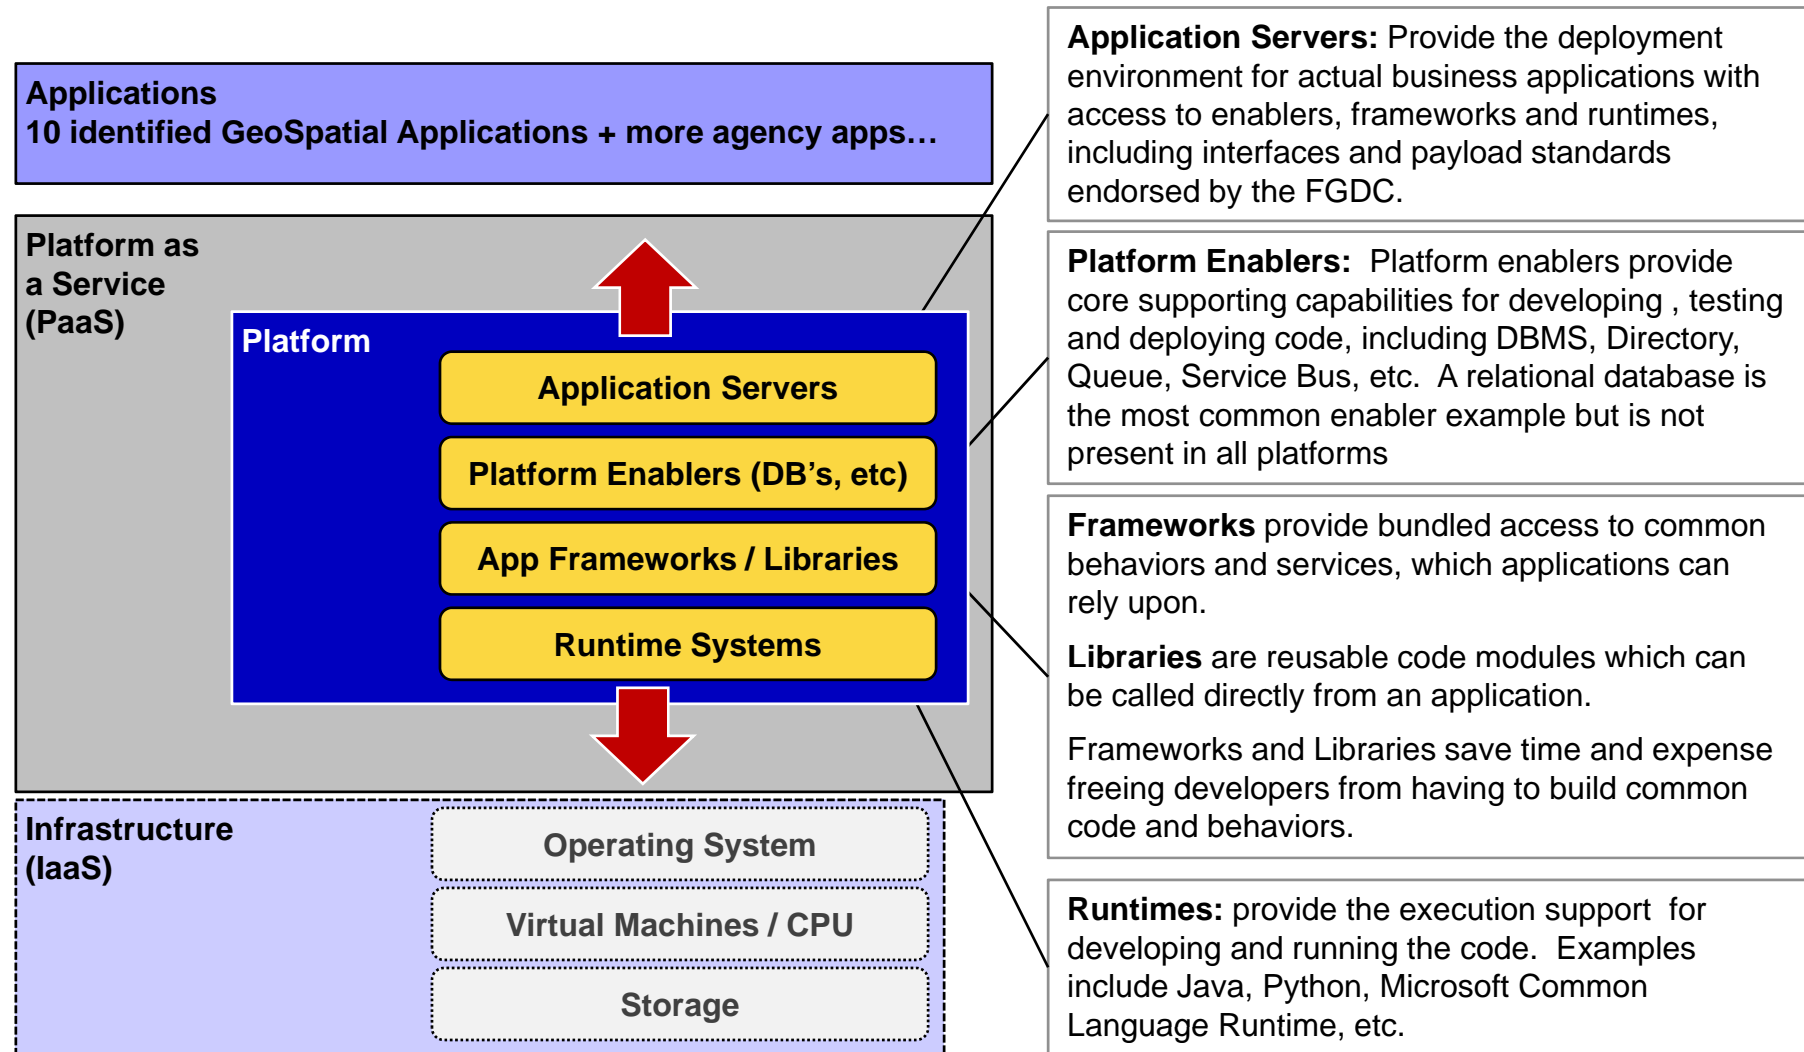 Applications
10 identified GeoSpatial Applications + more agency apps…
Platform as
a Service
(PaaS)
Platform
Application Servers
Platform Enablers (DB’s, etc)
App Frameworks / Libraries
Runtime Systems
Infrastructure
(IaaS)
Operating System
Virtual Machines / CPU
Storage
Application Servers: Provide the deployment
environment for actual business applications with
access to enablers, frameworks and runtimes,
including interfaces and payload standards
endorsed by the FGDC.
Platform Enablers:  Platform enablers provide
core supporting capabilities for developing , testing
and deploying code, including DBMS, Directory,
Queue, Service Bus, etc.  A relational database is
the most common enabler example but is not
present in all platforms
Frameworks provide bundled access to common
behaviors and services, which applications can
rely upon.
Libraries are reusable code modules which can
be called directly from an application.
Frameworks and Libraries save time and expense
freeing developers from having to build common
code and behaviors.
Runtimes: provide the execution support  for
developing and running the code.  Examples
include Java, Python, Microsoft Common
Language Runtime, etc.